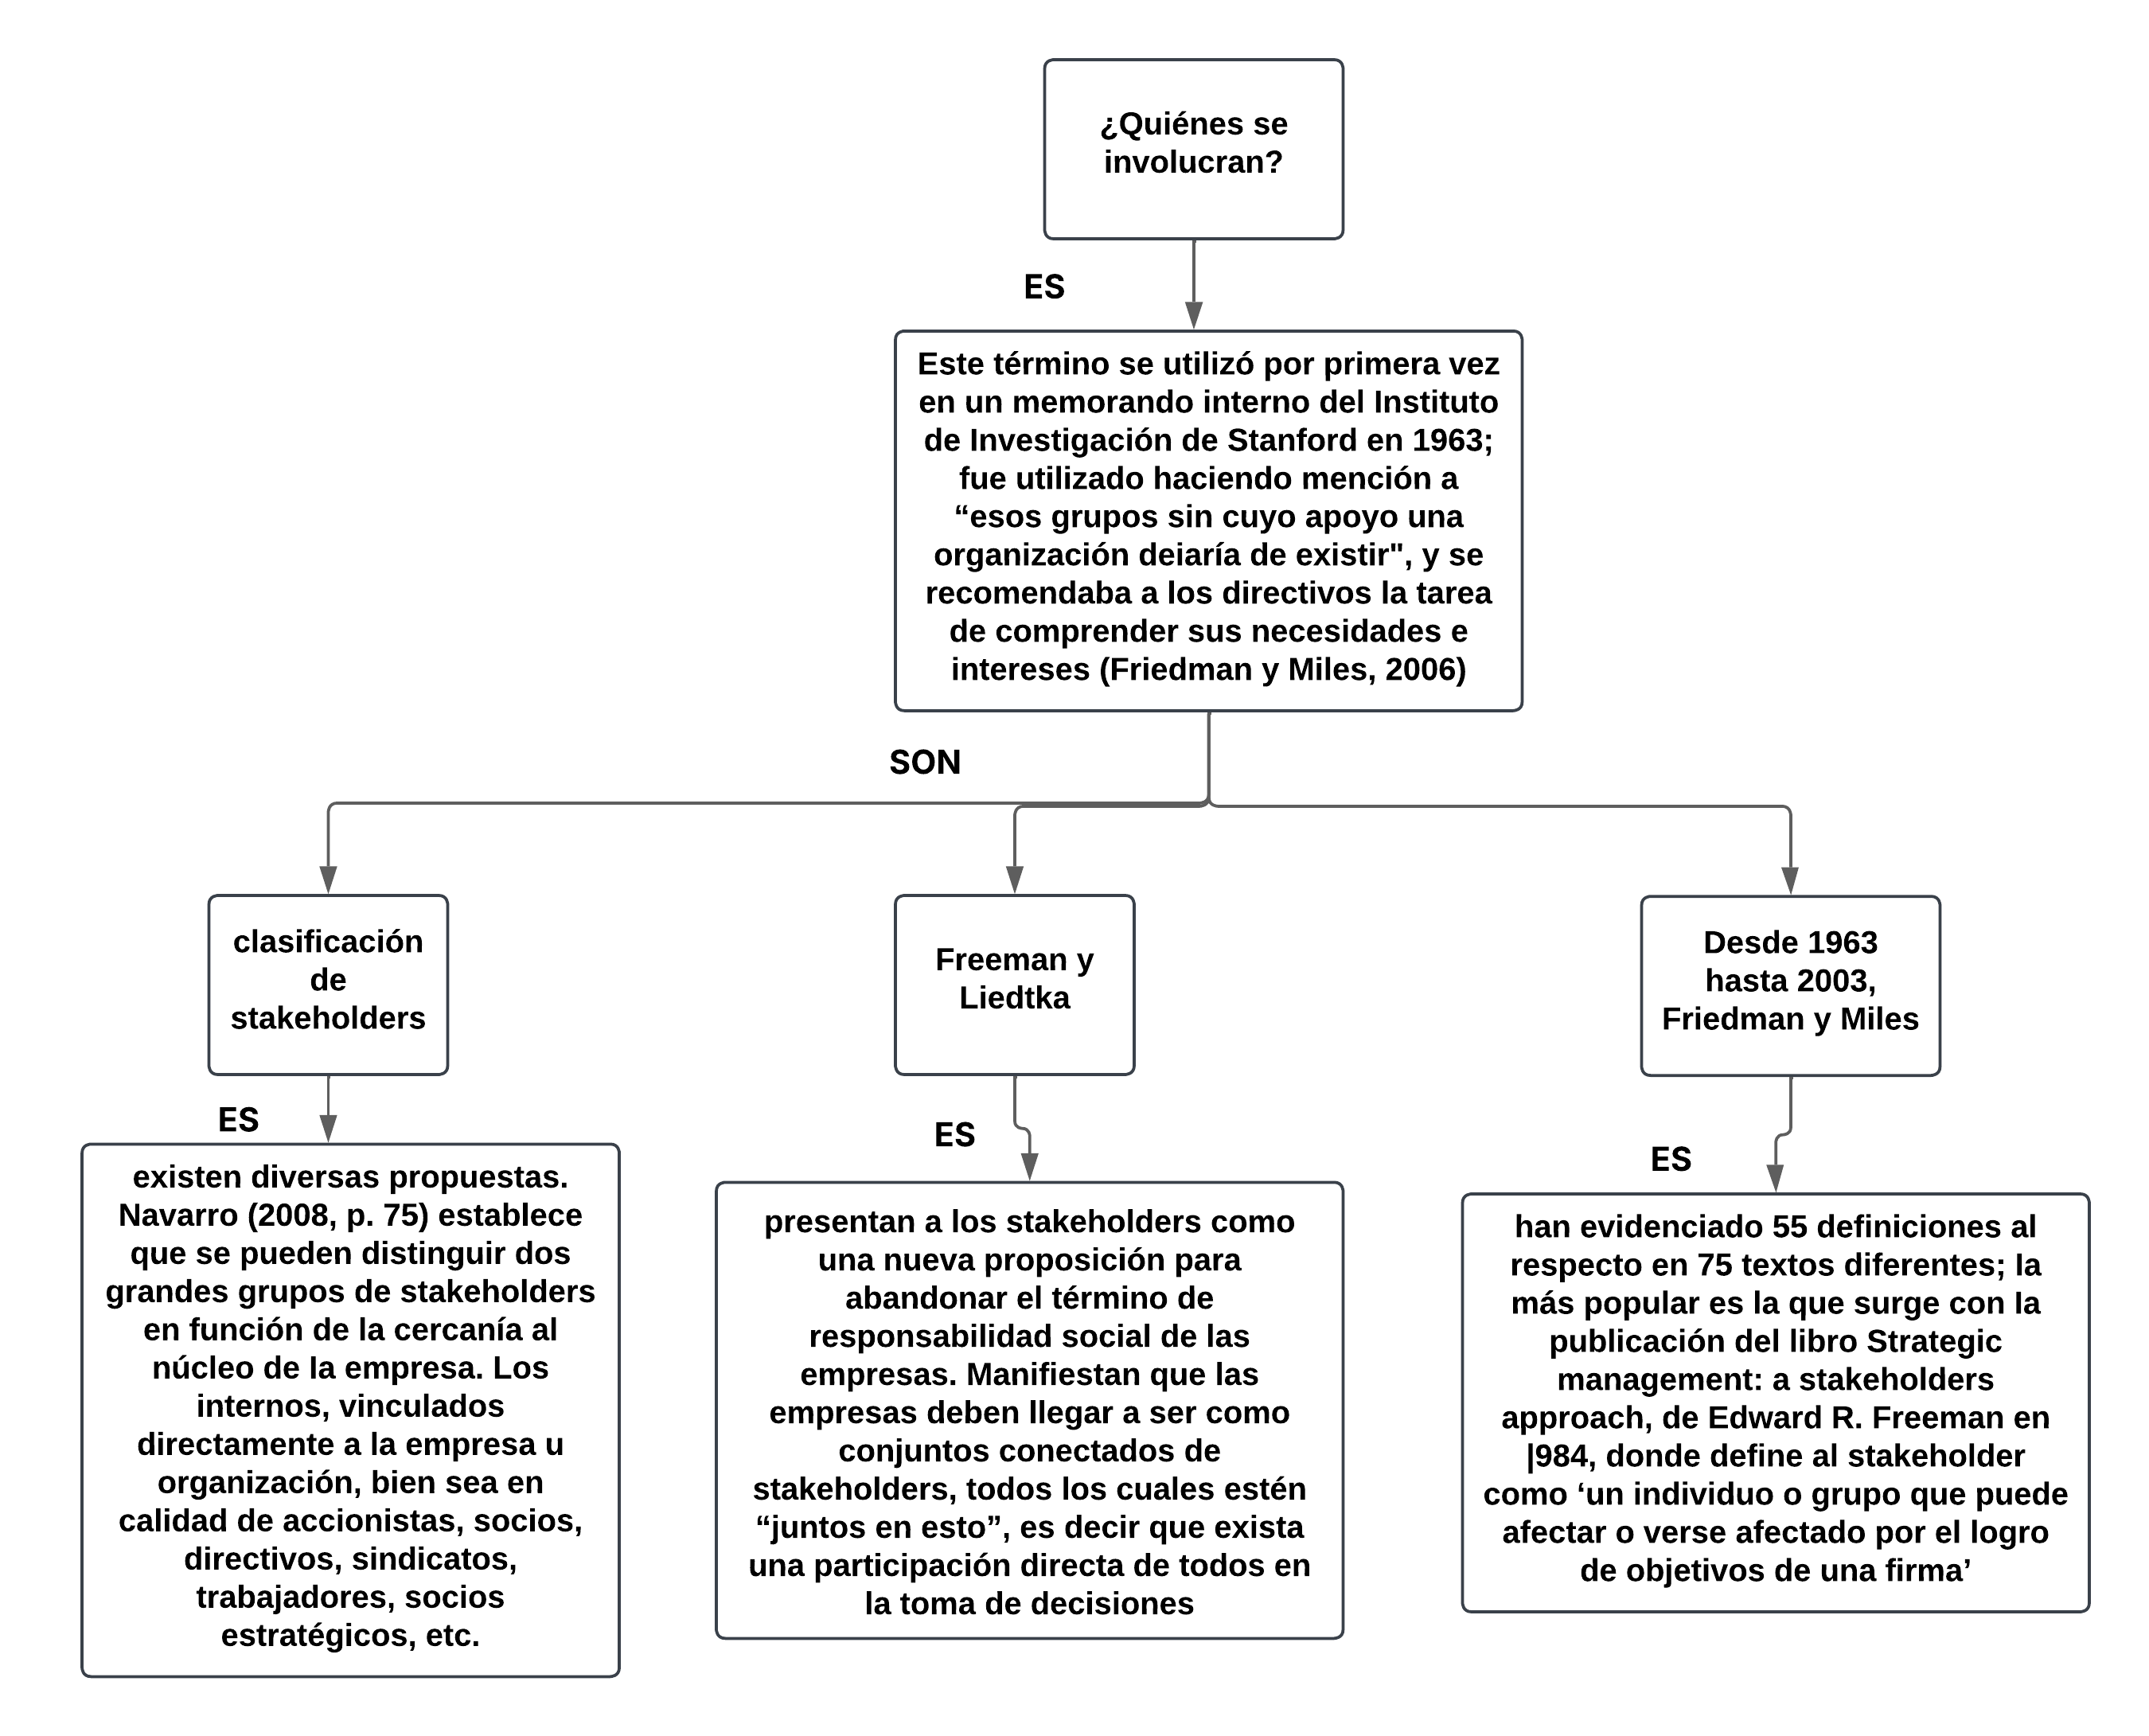 ¿Quiénes se
involucran?
ES
Este término se utilizó por primera vez
en un memorando interno del Instituto
de Investigación de Stanford en 1963;
fue utilizado haciendo mención a
“esos grupos sin cuyo apoyo una
organización deiaría de existir", y se
recomendaba a los directivos la tarea
de comprender sus necesidades e
intereses (Friedman y Miles, 2006)
SON
clasificación
de
stakeholders
ES
existen diversas propuestas.
Navarro (2008, p. 75) establece
que se pueden distinguir dos
grandes grupos de stakeholders
en función de la cercanía al
núcleo de Ia empresa. Los
internos, vinculados
directamente a la empresa u
organización, bien sea en
calidad de accionistas, socios,
directivos, sindicatos,
trabajadores, socios
estratégicos, etc.
Freeman y
Liedtka
ES
presentan a los stakeholders como
una nueva proposición para
abandonar el término de
responsabilidad social de las
empresas. Manifiestan que las
empresas deben llegar a ser como
conjuntos conectados de
stakeholders, todos los cuales estén
“juntos en esto”, es decir que exista
una participación directa de todos en
la toma de decisiones
Desde 1963
hasta 2003,
Friedman y Miles
ES
han evidenciado 55 definiciones al
respecto en 75 textos diferentes; Ia
más popular es la que surge con Ia
publicación del libro Strategic
management: a stakeholders
approach, de Edward R. Freeman en
|984, donde define al stakeholder
como ‘un individuo o grupo que puede
afectar o verse afectado por el logro
de objetivos de una firma’